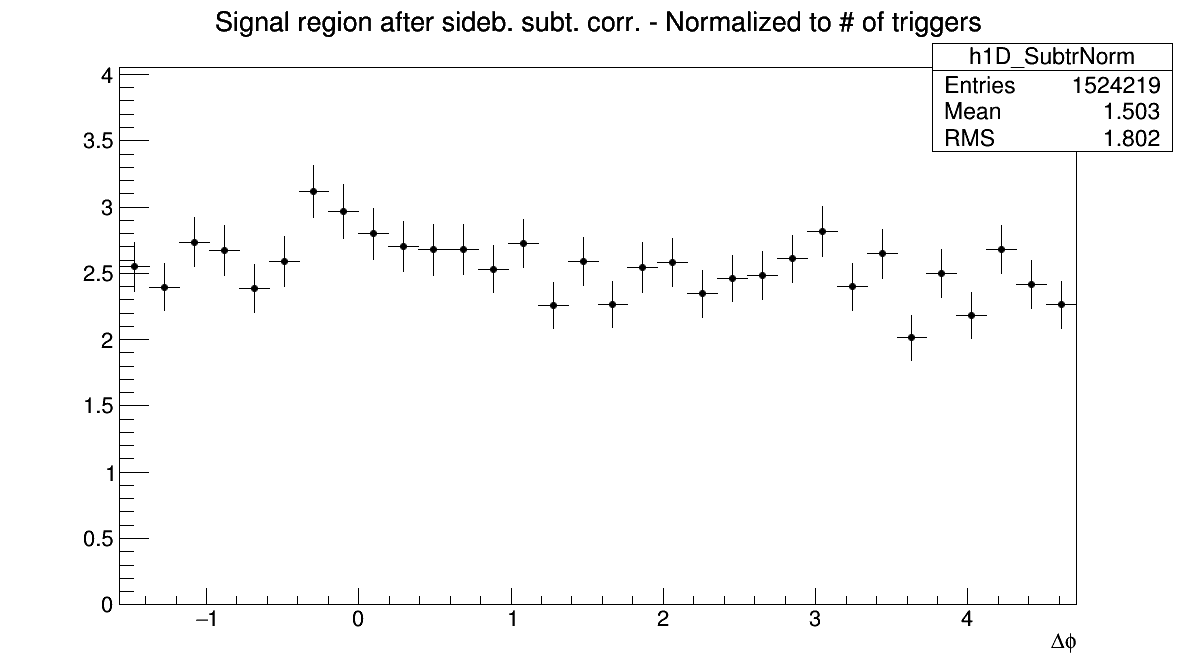 Signal region after sideb. subt. corr. - Normalized to # of triggers
h1D_SubtrNorm
Entries 1524219
Mean 1.503
RMS 1.802
4
3.5
3
2.5
2
1.5
1
0.5
0
−1 0 1 2 3 4
Δϕ